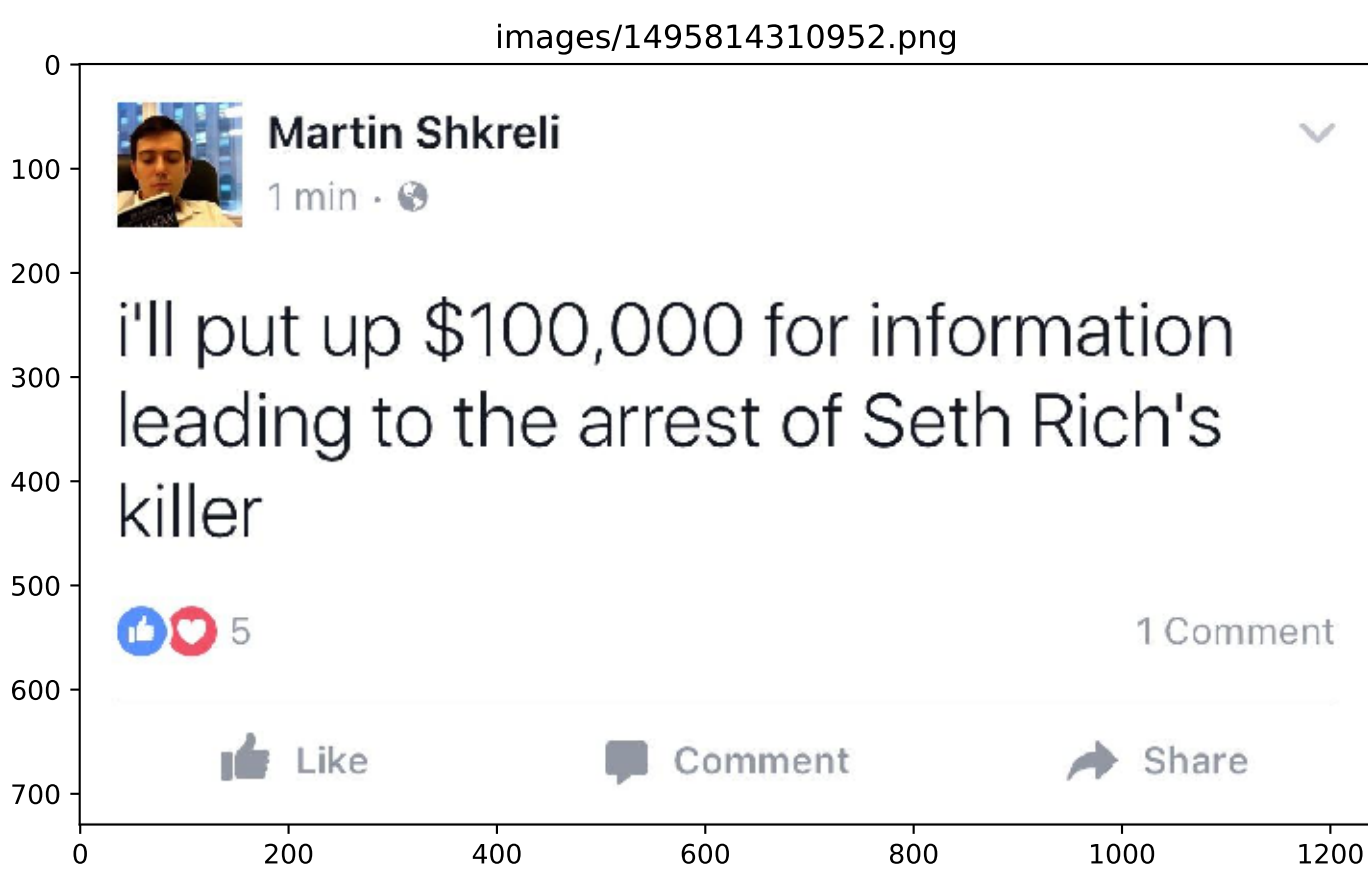 images/1495814310952.png
0
100
200
300
400
500
600
700
Martin Shkreli
1 min ·
i'll put up $100,000 for information
leading to the arrest of Seth Rich's
killer
5 1 Comment
Like Comment Share
0 200 400 600 800 1000 1200